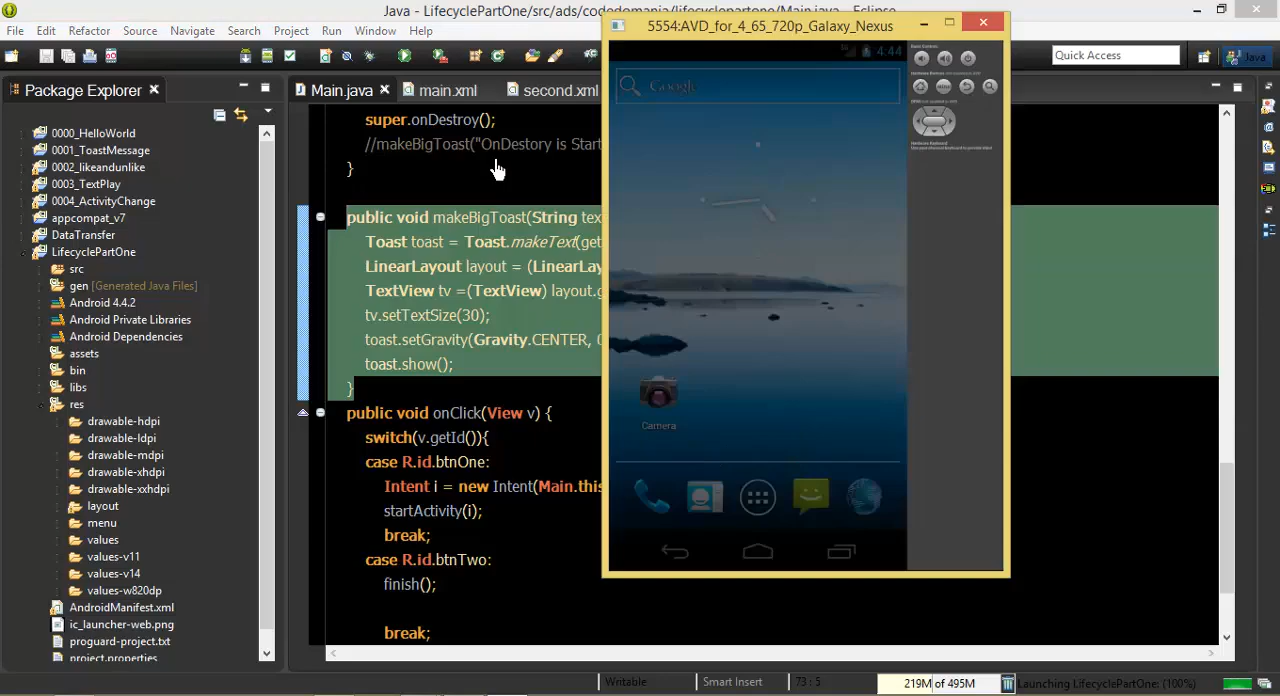 Java - LifecyclePartOne/src/ads/codedomania/lifecyclepartone/Main.java - Eclipse
File Edit Refactor Source Navigate Search Project Run Window Help
Quick Access
Java
Package Explorer
0000_HelloWorld
0001_ToastMessage
0002_likeandunlike
0003_TextPlay
0004_ActivityChange
appcompat_v7
DataTransfer
LifecyclePartOne
src
gen [Generated Java Files]
Android 4.4.2
Android Private Libraries
Android Dependencies
assets
bin
libs
res
drawable-hdpi
drawable-ldpi
drawable-mdpi
drawable-xhdpi
drawable-xxhdpi
layout
menu
values
values-v11
values-v14
values-w820dp
AndroidManifest.xml
ic_launcher-web.png
proguard-project.txt
project.properties
Main.java main.xml second.xml
super.onDestroy();
//makeBigToast("OnDestory is Start
}
public void makeBigToast(String tex
Toast toast = Toast.makeText(get
LinearLayout layout = (LinearLay
TextView tv =(TextView) layout.g
tv.setTextSize(30);
toast.setGravity(Gravity.CENTER, 0
toast.show();
}
public void onClick(View v) {
switch(v.getId()){
case R.id.btnOne:
Intent i = new Intent(Main.this
startActivity(i);
break;
case R.id.btnTwo:
finish();
break;
5554:AVD_for_4_65_720p_Galaxy_Nexus
4:44
Google
Camera
MENU
Writable
Smart Insert
73 : 5
219M of 495M
Launching LifecyclePartOne: (100%)